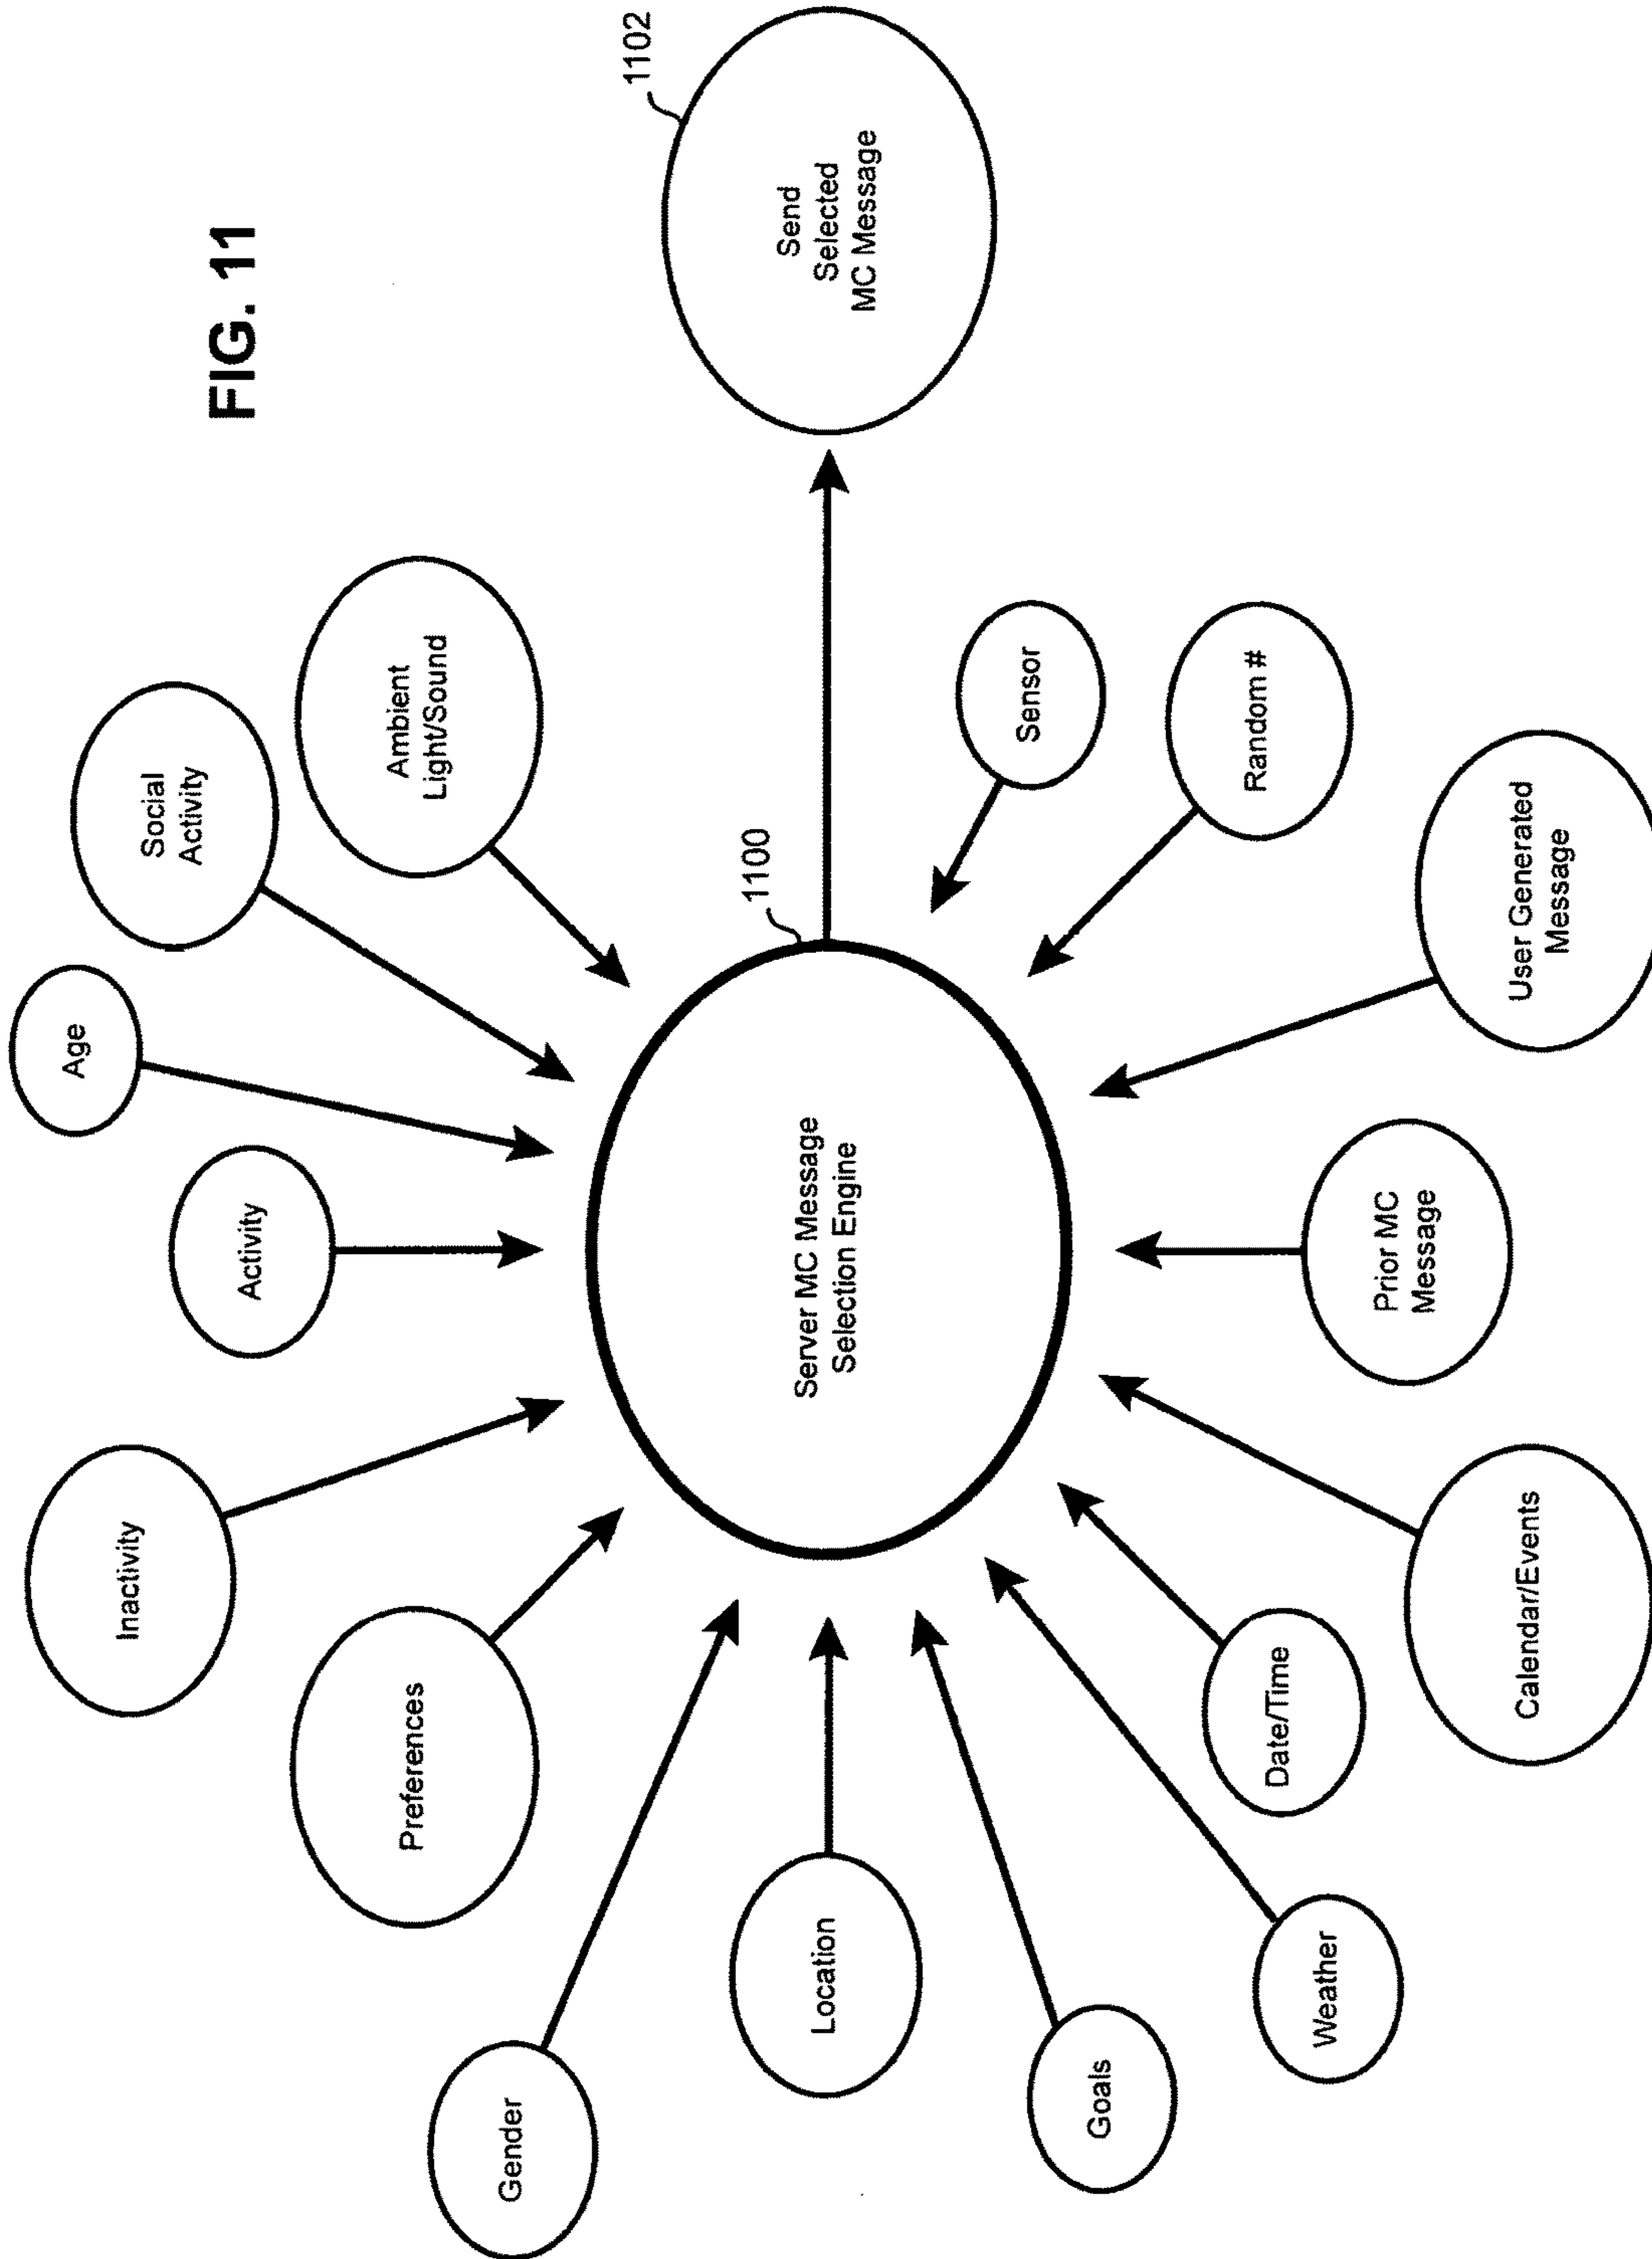 FIG. 11
Gender
Preferences
Inactivity
Activity
Age
Social
Activity
Ambient
Light/Sound
Location
Server MC Message
Selection Engine
1100
Send
Selected
MC Message
1102
Goals
Weather
Date/Time
Calendar/Events
Prior MC
Message
User Generated
Message
Random #
Sensor